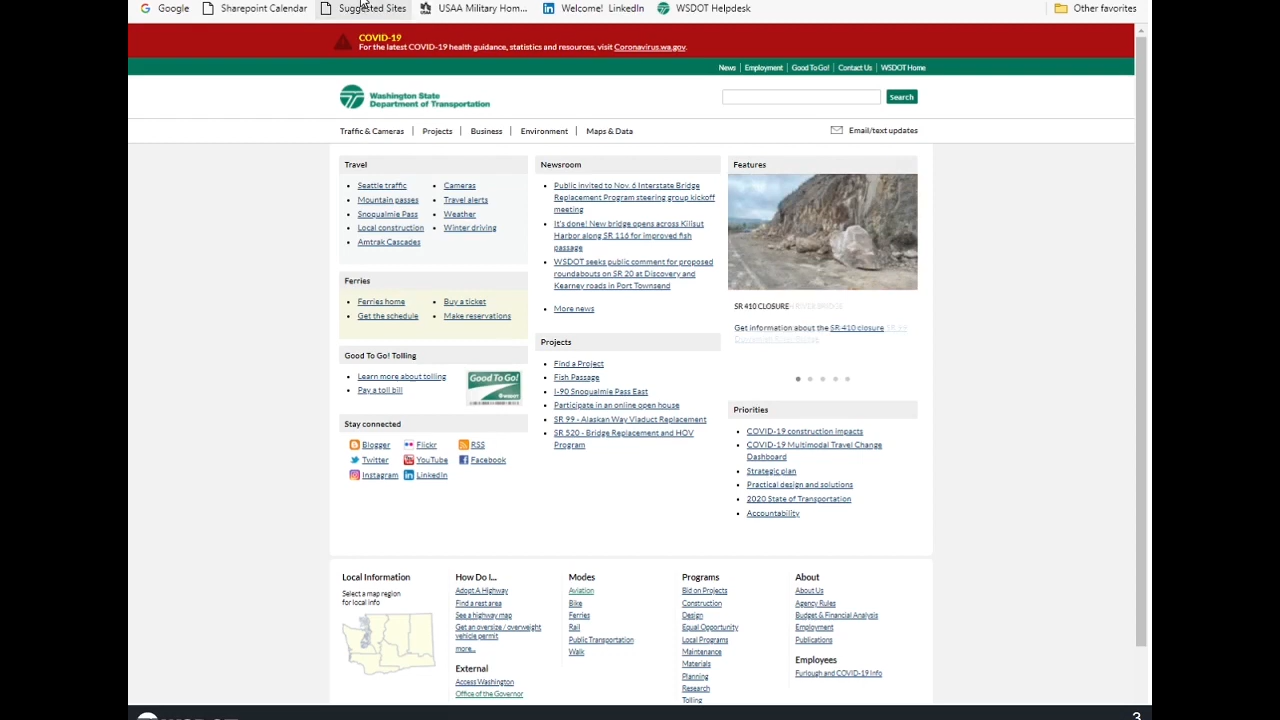 Google
Sharepoint Calendar
Suggested Sites
USAA Military Hom...
Welcome! LinkedIn
WSDOT Helpdesk
Other favorites
COVID-19
For the latest COVID-19 health guidance, statistics and resources, visit Coronavirus.wa.gov.
News
Employment
Good To Go!
Contact Us
WSDOT Home
Washington State
Department of Transportation
Search
Traffic & Cameras
Projects
Business
Environment
Maps & Data
Email/text updates
Travel
Seattle traffic
Mountain passes
Snoqualmie Pass
Local construction
Amtrak Cascades
Cameras
Travel alerts
Weather
Winter driving
Ferries
Ferries home
Get the schedule
Buy a ticket
Make reservations
Good To Go! Tolling
Learn more about tolling
Pay a toll bill
Good To Go!
Stay connected
Blogger
Flickr
RSS
Twitter
YouTube
Facebook
Instagram
LinkedIn
Newsroom
Public invited to Nov. 6 Interstate Bridge
Replacement Program steering group kickoff
meeting
It's done! New bridge opens across Kilisut
Harbor along SR 116 for improved fish
passage
WSDOT seeks public comment for proposed
roundabouts on SR 20 at Discovery and
Kearney roads in Port Townsend
More news
Projects
Find a Project
Fish Passage
I-90 Snoqualmie Pass East
Participate in an online open house
SR 99 - Alaskan Way Viaduct Replacement
SR 520 - Bridge Replacement and HOV
Program
Features
SR 410 CLOSURE
Get information about the SR 410 closure
Priorities
COVID-19 construction impacts
COVID-19 Multimodal Travel Change
Dashboard
Strategic plan
Practical design and solutions
2020 State of Transportation
Accountability
Local Information
Select a map region
for local info
How Do I...
Adopt A Highway
Find a rest area
See a highway map
Get an oversize / overweight
vehicle permit
more...
External
Access Washington
Office of the Governor
Modes
Aviation
Bike
Ferries
Rail
Public Transportation
Walk
Programs
Bid on Projects
Construction
Design
Equal Opportunity
Local Programs
Maintenance
Materials
Planning
Research
Tolling
About
About Us
Agency Rules
Budget & Financial Analysis
Employment
Publications
Employees
Furlough and COVID-19 Info
WSDOT
3